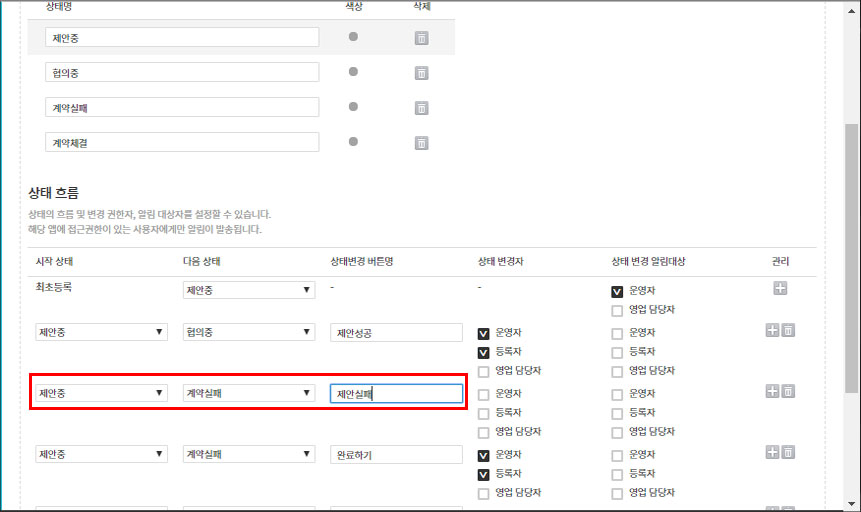 상태명 색상 삭제
제안중
협의중
계약실패
계약체결
상태 흐름
상태의 흐름 및 변경 권한자, 알림 대상자를 설정할 수 있습니다.
해당 앱에 접근권한이 있는 사용자에게만 알림이 발송됩니다.
시작 상태 다음 상태 상태변경 버튼명 상태 변경자 상태 변경 알림대상 관리
최초등록 제안중 - - 운영자
영업 담당자
제안중 협의중 제안성공 운영자 운영자
등록자 등록자
영업 담당자 영업 담당자
제안중 계약실패 제안실패 운영자 운영자
등록자 등록자
영업 담당자 영업 담당자
제안중 계약실패 완료하기 운영자 운영자
등록자 등록자
영업 담당자 영업 담당자